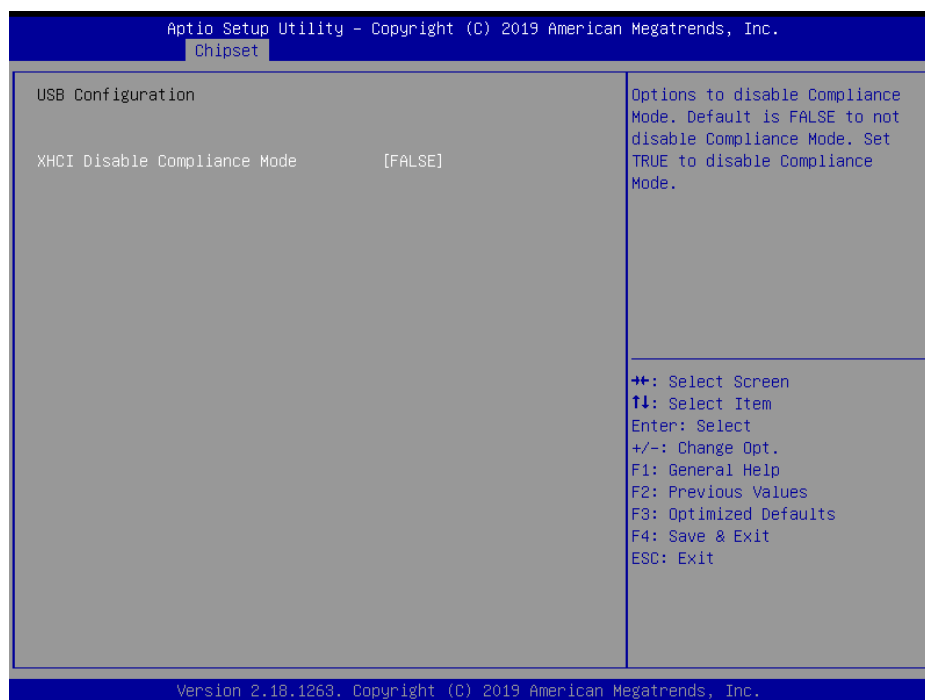 Aptio Setup Utility – Copyright (C) 2019 American Megatrends, Inc.
Chipset
USB Configuration
XHCI Disable Compliance Mode [FALSE]
Options to disable Compliance
Mode. Default is FALSE to not
disable Compliance Mode. Set
TRUE to disable Compliance
Mode.
→←: Select Screen
↑↓: Select Item
Enter: Select
+/-: Change Opt.
F1: General Help
F2: Previous Values
F3: Optimized Defaults
F4: Save & Exit
ESC: Exit
Version 2.18.1263. Copyright (C) 2019 American Megatrends, Inc.